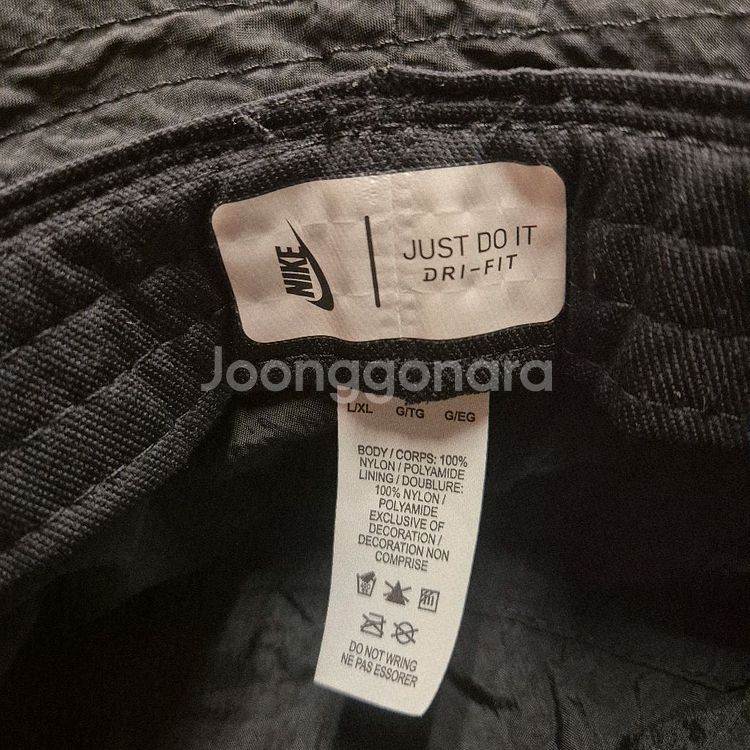 NIKE
JUST DO IT
DRI-FIT
Joonggonara
L/XL G/TG G/EG
BODY / CORPS: 100%
NYLON / POLYAMIDE
LINING / DOUBLURE:
100% NYLON /
POLYAMIDE
EXCLUSIVE OF
DECORATION /
DECORATION NON
COMPRISE
DO NOT WRING
NE PAS ESSORER